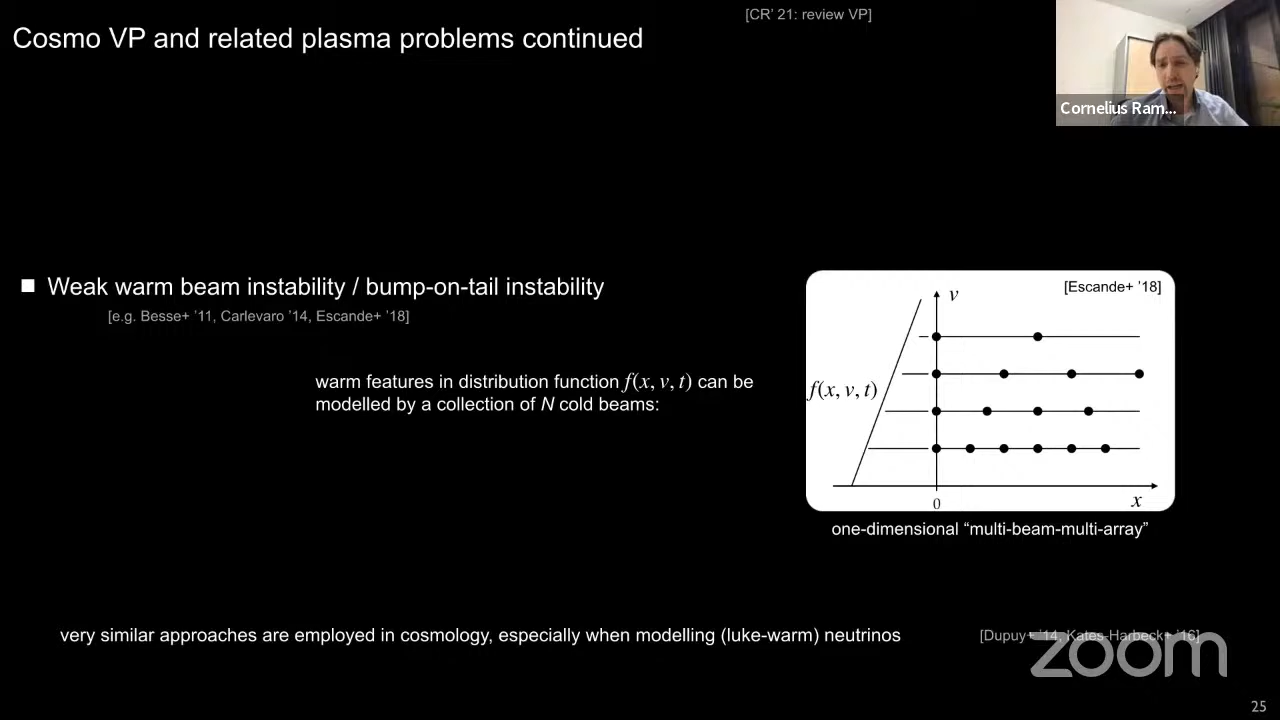 [CR’ 21: review VP]
Cosmo VP and related plasma problems continued
Cornelius Ram...
■ Weak warm beam instability / bump-on-tail instability
[e.g. Besse+ ’11, Carlevaro ’14, Escande+ ’18]
[Escande+ ’18]
v
warm features in distribution function f(x, v, t) can be
modelled by a collection of N cold beams:
f(x, v, t)
0
x
one-dimensional “multi-beam-multi-array”
very similar approaches are employed in cosmology, especially when modelling (luke-warm) neutrinos
[Dupuy+ ’14, Kates-Harbeck+ ’16]
zoom
25